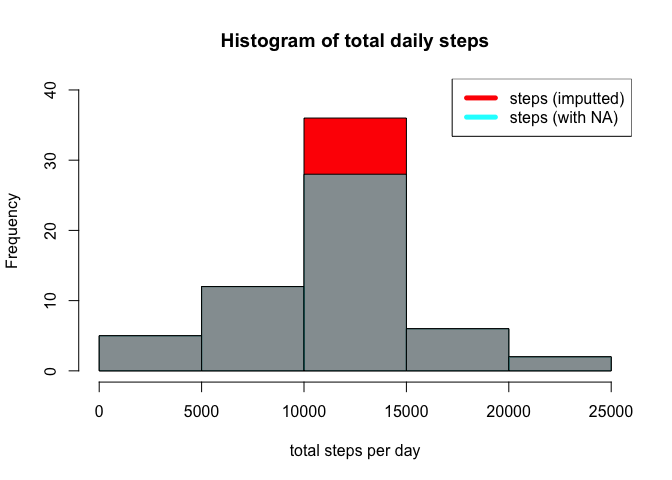 Histogram of total daily steps
steps (imputted)
steps (with NA)
Frequency
40
30
20
10
0
0 5000 10000 15000 20000 25000
total steps per day